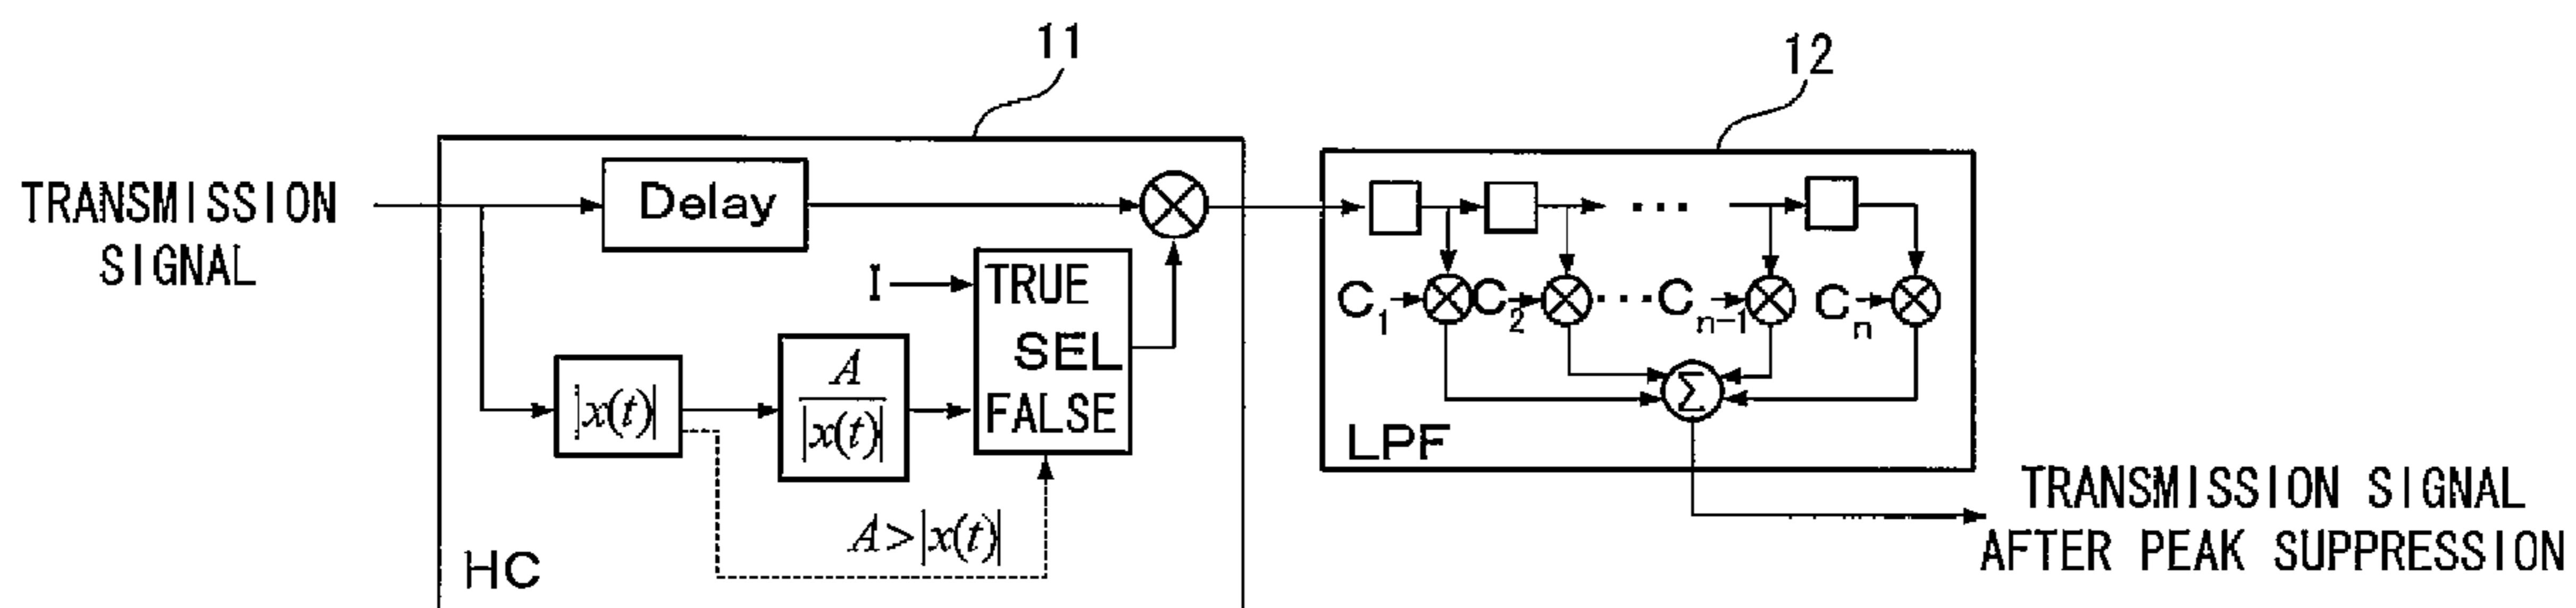 11
12
TRANSMISSION
SIGNAL
Delay
I
TRUE
SEL
FALSE
|x(t)|
A
|x(t)|
A>|x(t)|
HC
C1
C2
...
...Cn-1
Cn
Σ
LPF
TRANSMISSION SIGNAL
AFTER PEAK SUPPRESSION